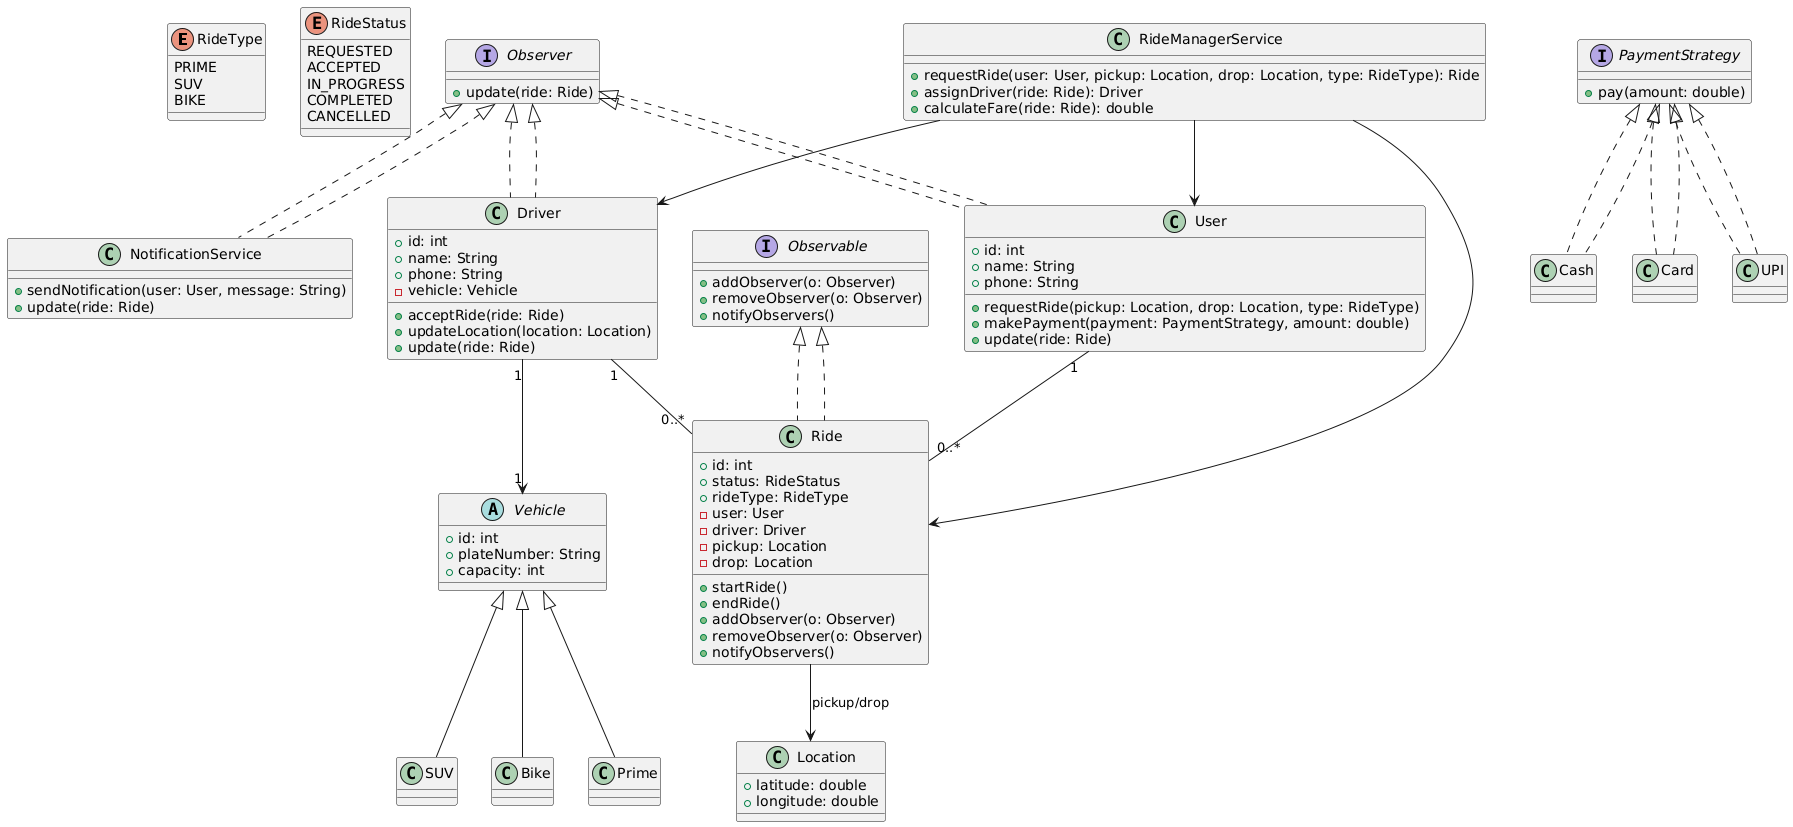 E RideType
PRIME
SUV
BIKE
E RideStatus
REQUESTED
ACCEPTED
IN_PROGRESS
COMPLETED
CANCELLED
I Observer
update(ride: Ride)
C RideManagerService
requestRide(user: User, pickup: Location, drop: Location, type: RideType): Ride
assignDriver(ride: Ride): Driver
calculateFare(ride: Ride): double
I PaymentStrategy
pay(amount: double)
C NotificationService
sendNotification(user: User, message: String)
update(ride: Ride)
C Driver
id: int
name: String
phone: String
vehicle: Vehicle
acceptRide(ride: Ride)
updateLocation(location: Location)
update(ride: Ride)
I Observable
addObserver(o: Observer)
removeObserver(o: Observer)
notifyObservers()
C User
id: int
name: String
phone: String
requestRide(pickup: Location, drop: Location, type: RideType)
makePayment(payment: PaymentStrategy, amount: double)
update(ride: Ride)
C Cash
C Card
C UPI
1
1
1
0..*
0..*
1
A Vehicle
id: int
plateNumber: String
capacity: int
C Ride
id: int
status: RideStatus
rideType: RideType
user: User
driver: Driver
pickup: Location
drop: Location
startRide()
endRide()
addObserver(o: Observer)
removeObserver(o: Observer)
notifyObservers()
pickup/drop
C SUV
C Bike
C Prime
C Location
latitude: double
longitude: double